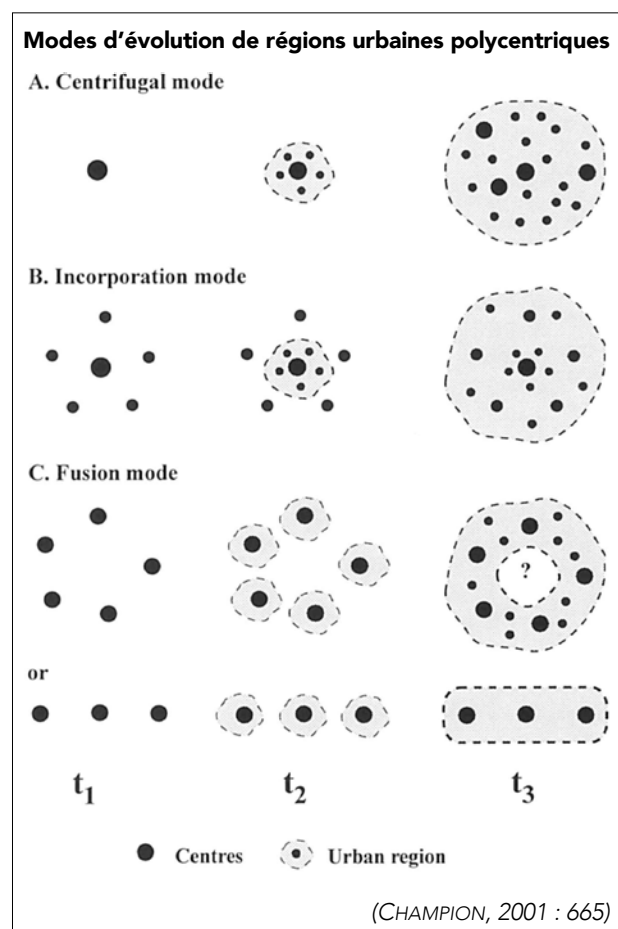 Modes d'évolution de régions urbaines polycentriques
A. Centrifugal mode
B. Incorporation mode
C. Fusion mode
?
or
t₁ t₂ t₃
Centres Urban region
(CHAMPION, 2001 : 665)